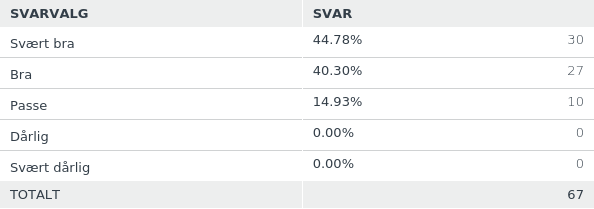 SVARVALG SVAR
Svært bra 44.78% 30
Bra 40.30% 27
Passe 14.93% 10
Dårlig 0.00% 0
Svært dårlig 0.00% 0
TOTALT 67